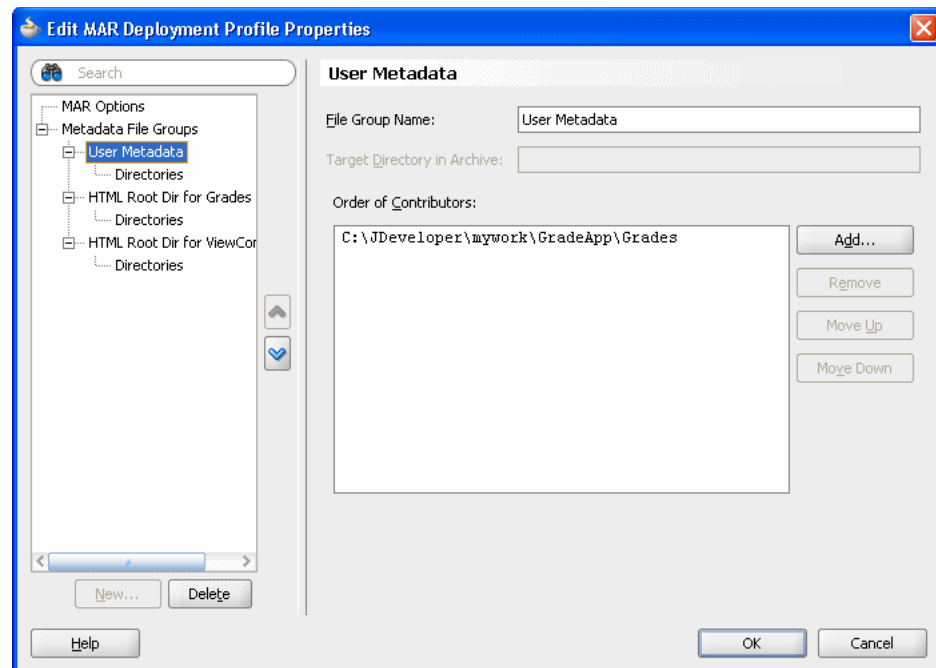 Edit MAR Deployment Profile Properties
Search
MAR Options
Metadata File Groups
User Metadata
Directories
HTML Root Dir for Grades
Directories
HTML Root Dir for ViewCor
Directories
New...
Delete
User Metadata
File Group Name:
User Metadata
Target Directory in Archive:
Order of Contributors:
C:\JDeveloper\mywork\GradeApp\Grades
Add...
Remove
Move Up
Move Down
Help
OK
Cancel